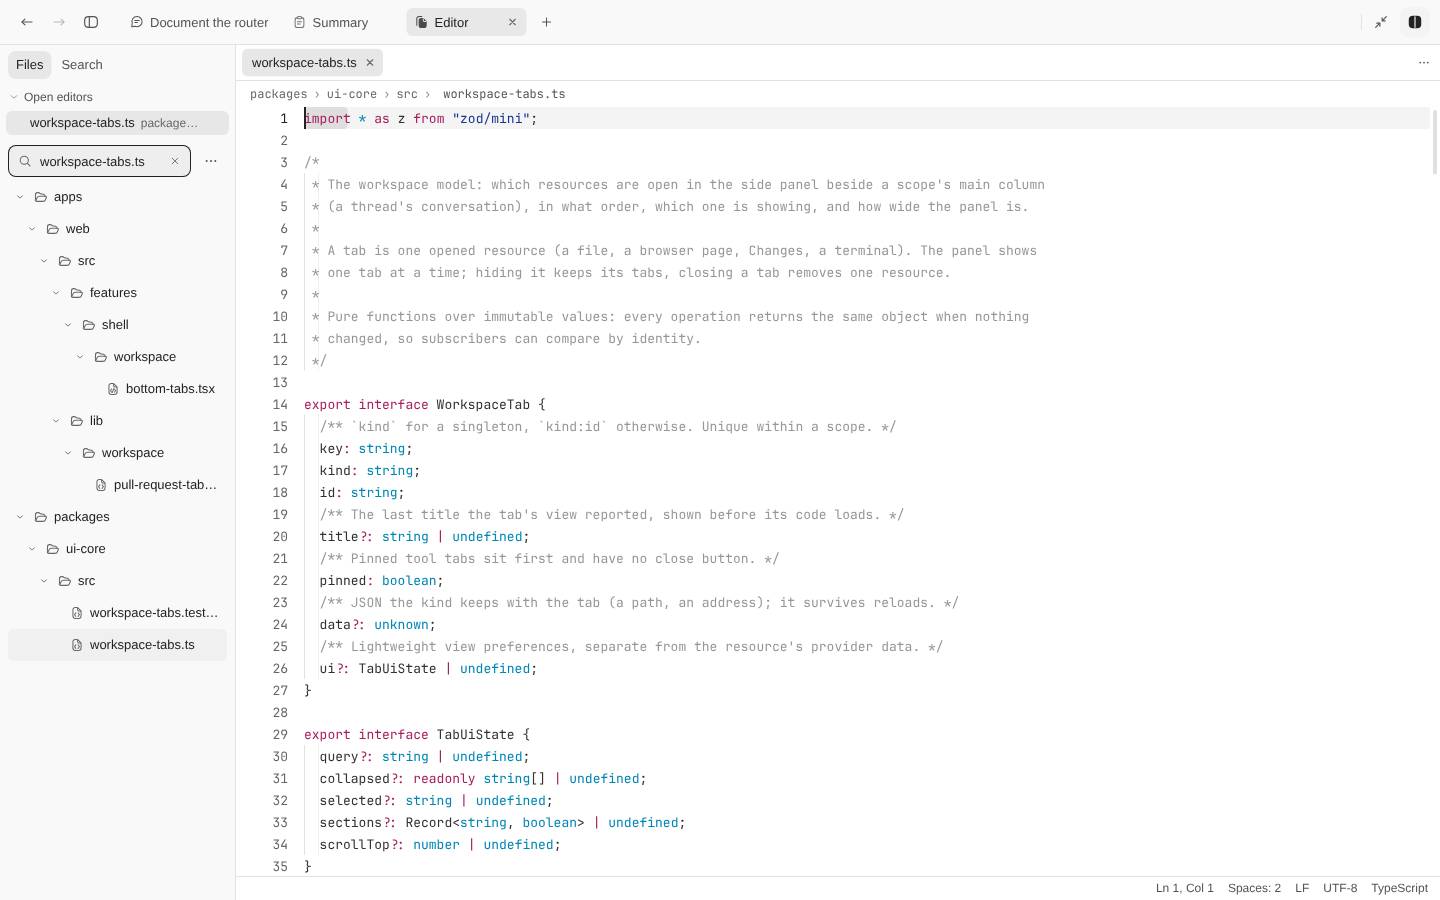 Document the router
Summary
Editor
Files
Search
Open editors
workspace-tabs.ts package…
workspace-tabs.ts
apps
web
src
features
shell
workspace
bottom-tabs.tsx
lib
workspace
pull-request-tab…
packages
ui-core
src
workspace-tabs.test…
workspace-tabs.ts
workspace-tabs.ts
packages › ui-core › src › workspace-tabs.ts
1 import * as z from "zod/mini";
2
3 /*
4 * The workspace model: which resources are open in the side panel beside a scope's main column
5 * (a thread's conversation), in what order, which one is showing, and how wide the panel is.
6 *
7 * A tab is one opened resource (a file, a browser page, Changes, a terminal). The panel shows
8 * one tab at a time; hiding it keeps its tabs, closing a tab removes one resource.
9 *
10 * Pure functions over immutable values: every operation returns the same object when nothing
11 * changed, so subscribers can compare by identity.
12 */
13
14 export interface WorkspaceTab {
15 /** `kind` for a singleton, `kind:id` otherwise. Unique within a scope. */
16 key: string;
17 kind: string;
18 id: string;
19 /** The last title the tab's view reported, shown before its code loads. */
20 title?: string | undefined;
21 /** Pinned tool tabs sit first and have no close button. */
22 pinned: boolean;
23 /** JSON the kind keeps with the tab (a path, an address); it survives reloads. */
24 data?: unknown;
25 /** Lightweight view preferences, separate from the resource's provider data. */
26 ui?: TabUiState | undefined;
27 }
28
29 export interface TabUiState {
30 query?: string | undefined;
31 collapsed?: readonly string[] | undefined;
32 selected?: string | undefined;
33 sections?: Record<string, boolean> | undefined;
34 scrollTop?: number | undefined;
35 }
Ln 1, Col 1 Spaces: 2 LF UTF-8 TypeScript